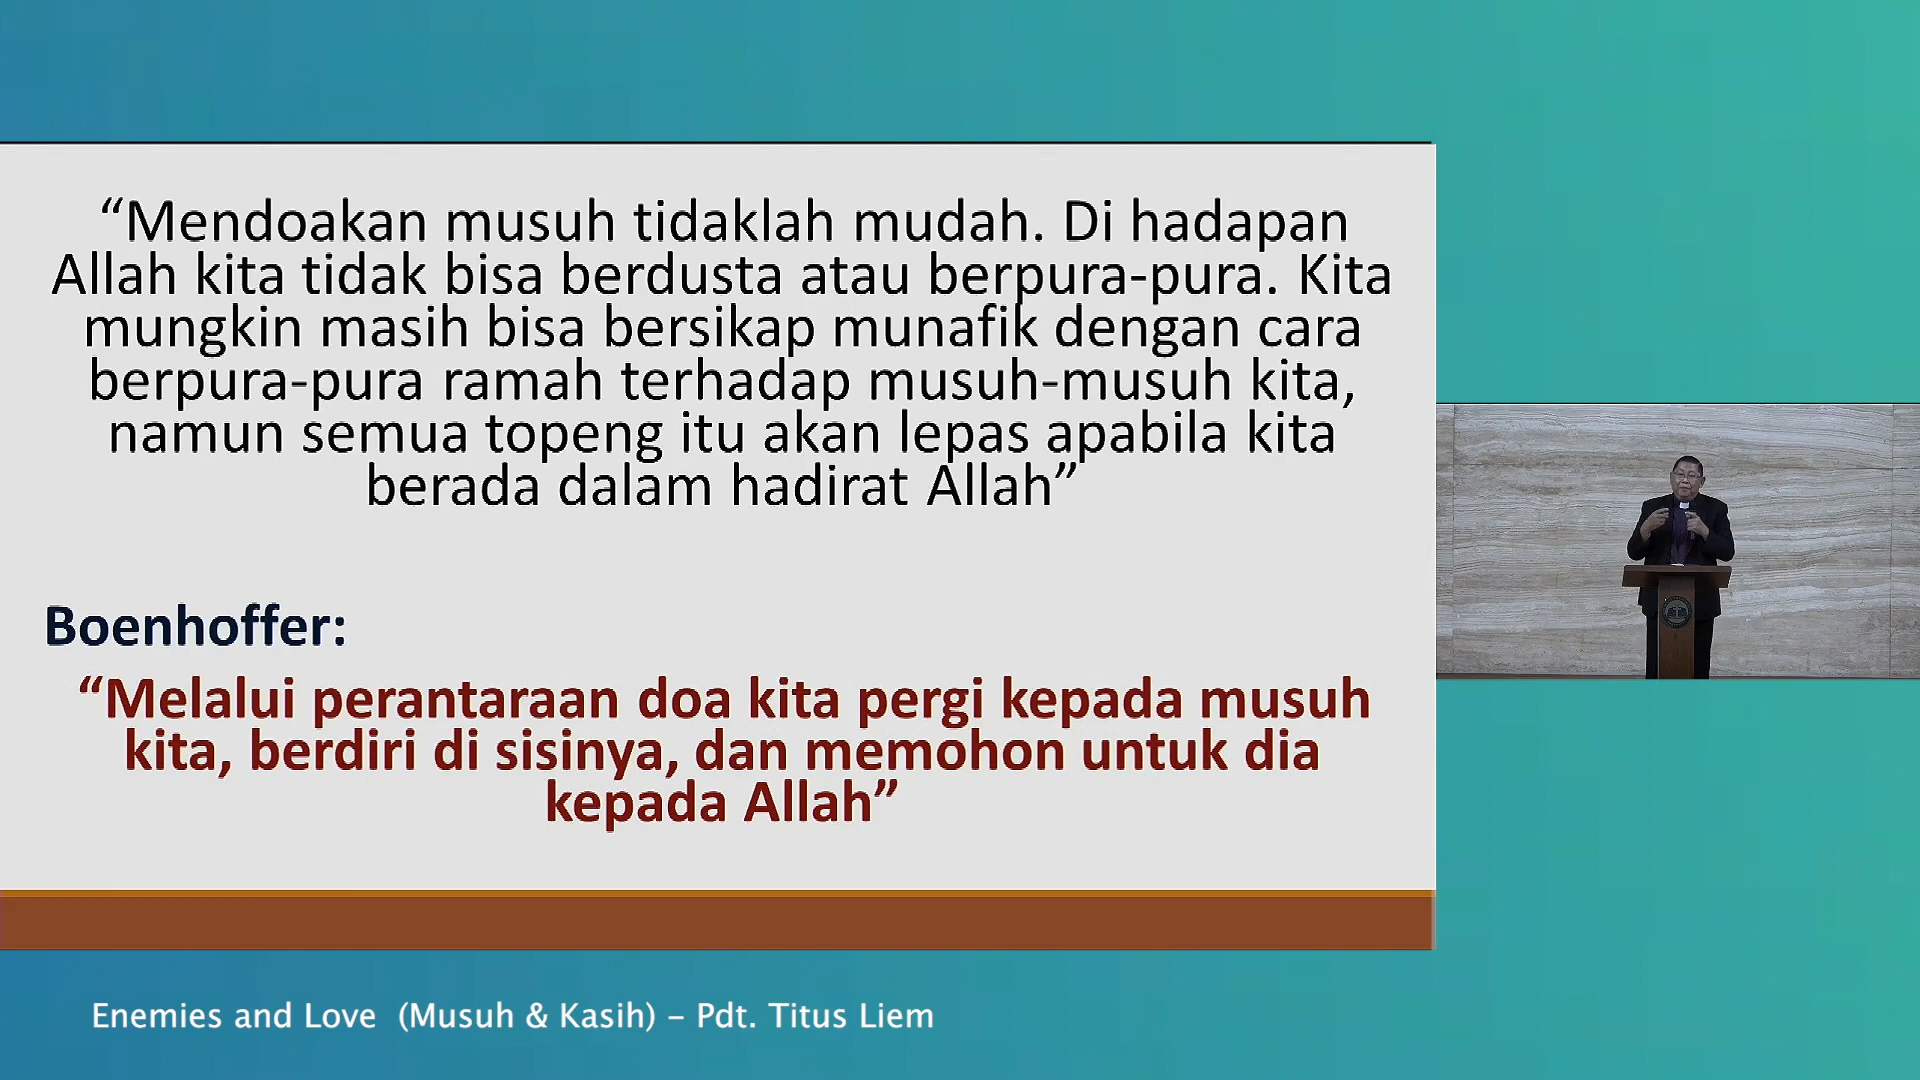 “Mendoakan musuh tidaklah mudah. Di hadapan
Allah kita tidak bisa berdusta atau berpura-pura. Kita
mungkin masih bisa bersikap munafik dengan cara
berpura-pura ramah terhadap musuh-musuh kita,
namun semua topeng itu akan lepas apabila kita
berada dalam hadirat Allah”
Boenhoffer:
“Melalui perantaraan doa kita pergi kepada musuh
kita, berdiri di sisinya, dan memohon untuk dia
kepada Allah”
Enemies and Love  (Musuh & Kasih) – Pdt. Titus Liem